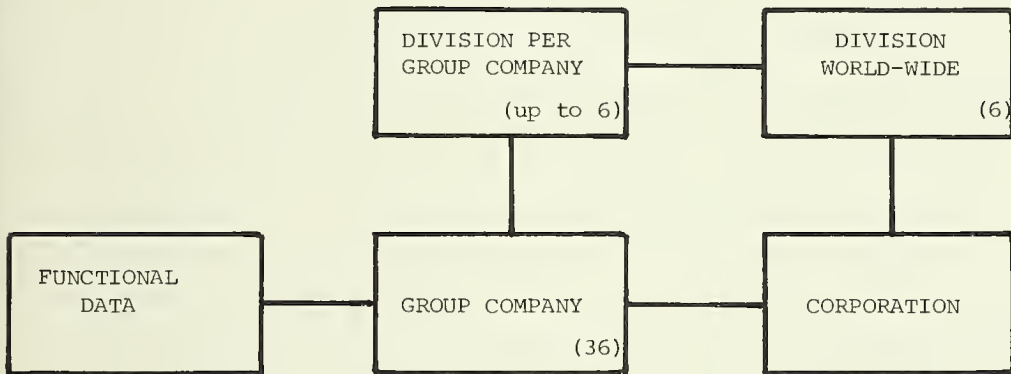 DIVISION PER
GROUP COMPANY
(up to 6)
DIVISION
WORLD-WIDE
(6)
FUNCTIONAL
DATA
GROUP COMPANY
(36)
CORPORATION